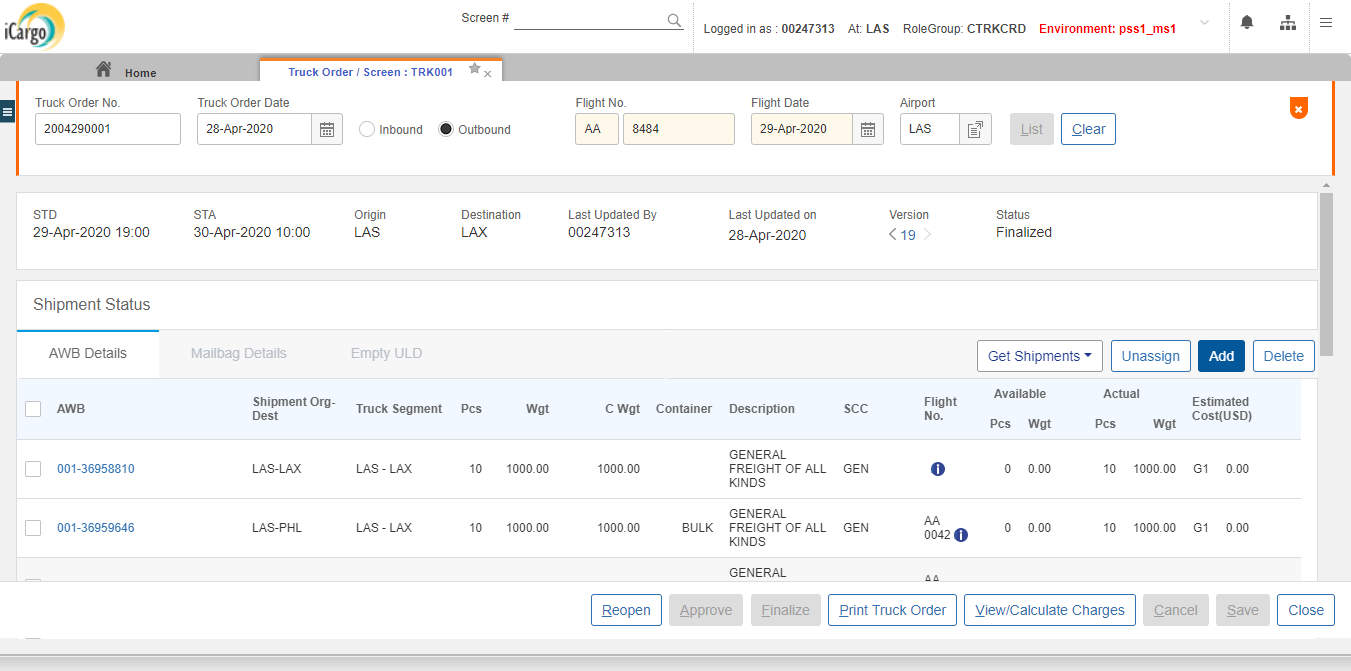 iCargo
Screen #
Logged in as : 00247313 At: LAS RoleGroup: CTRKCRD Environment: pss1_ms1
Home
Truck Order / Screen : TRK001
Truck Order No. Truck Order Date Flight No. Flight Date Airport
2004290001 28-Apr-2020 Inbound Outbound AA 8484 29-Apr-2020 LAS List Clear
STD STA Origin Destination Last Updated By Last Updated on Version Status
29-Apr-2020 19:00 30-Apr-2020 10:00 LAS LAX 00247313 28-Apr-2020 19 Finalized
Shipment Status
AWB Details Mailbag Details Empty ULD Get Shipments Unassign Add Delete
AWB Shipment Org-Dest Truck Segment Pcs Wgt C Wgt Container Description SCC Flight No. Available Pcs Wgt Actual Pcs Wgt Estimated Cost(USD)
001-36958810 LAS-LAX LAS - LAX 10 1000.00 1000.00 GENERAL FREIGHT OF ALL KINDS GEN 0 0.00 10 1000.00 G1 0.00
001-36959646 LAS-PHL LAS - LAX 10 1000.00 1000.00 BULK GENERAL FREIGHT OF ALL KINDS GEN AA 0042 0 0.00 10 1000.00 G1 0.00
GENERAL AA
Reopen Approve Finalize Print Truck Order View/Calculate Charges Cancel Save Close